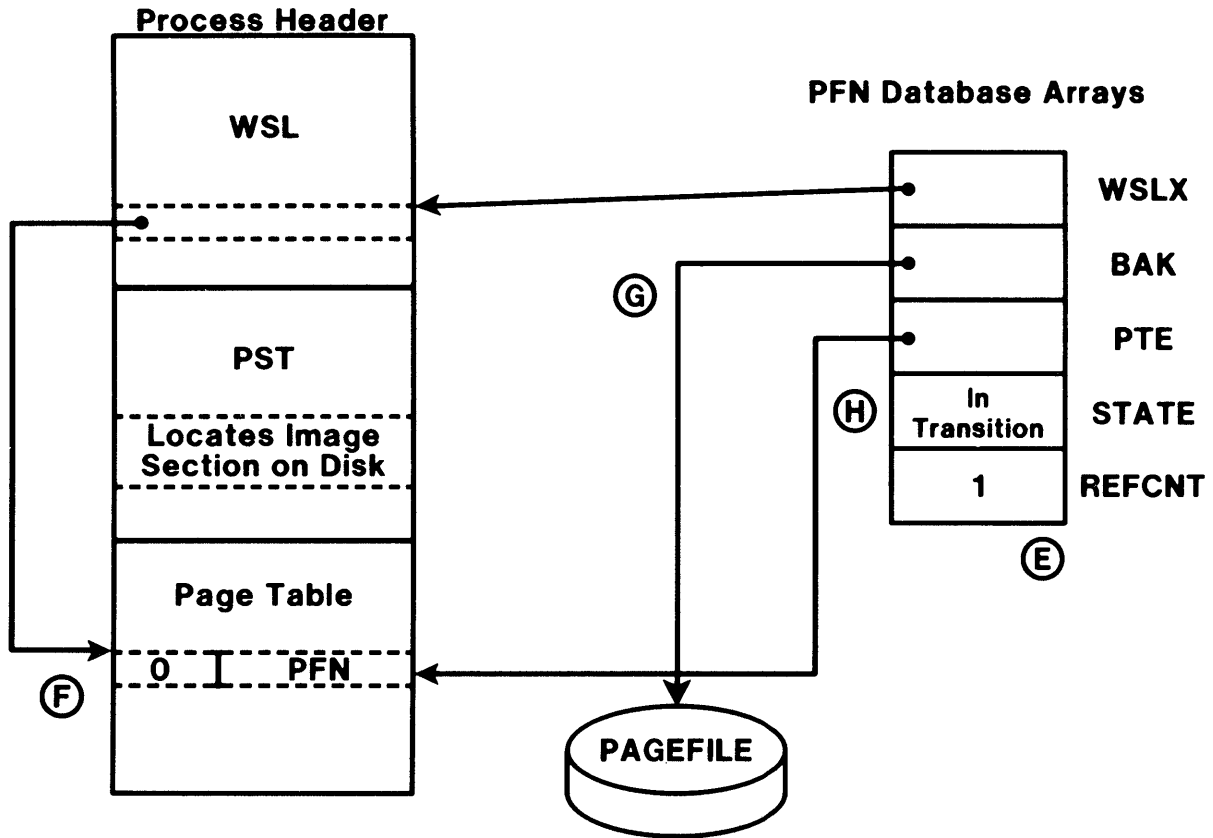 Process Header
WSL
PST
Locates Image
Section on Disk
Page Table
0 PFN
F
PFN Database Arrays
WSLX
BAK
G
PTE
H
In
Transition
STATE
1
REFCNT
E
PAGEFILE